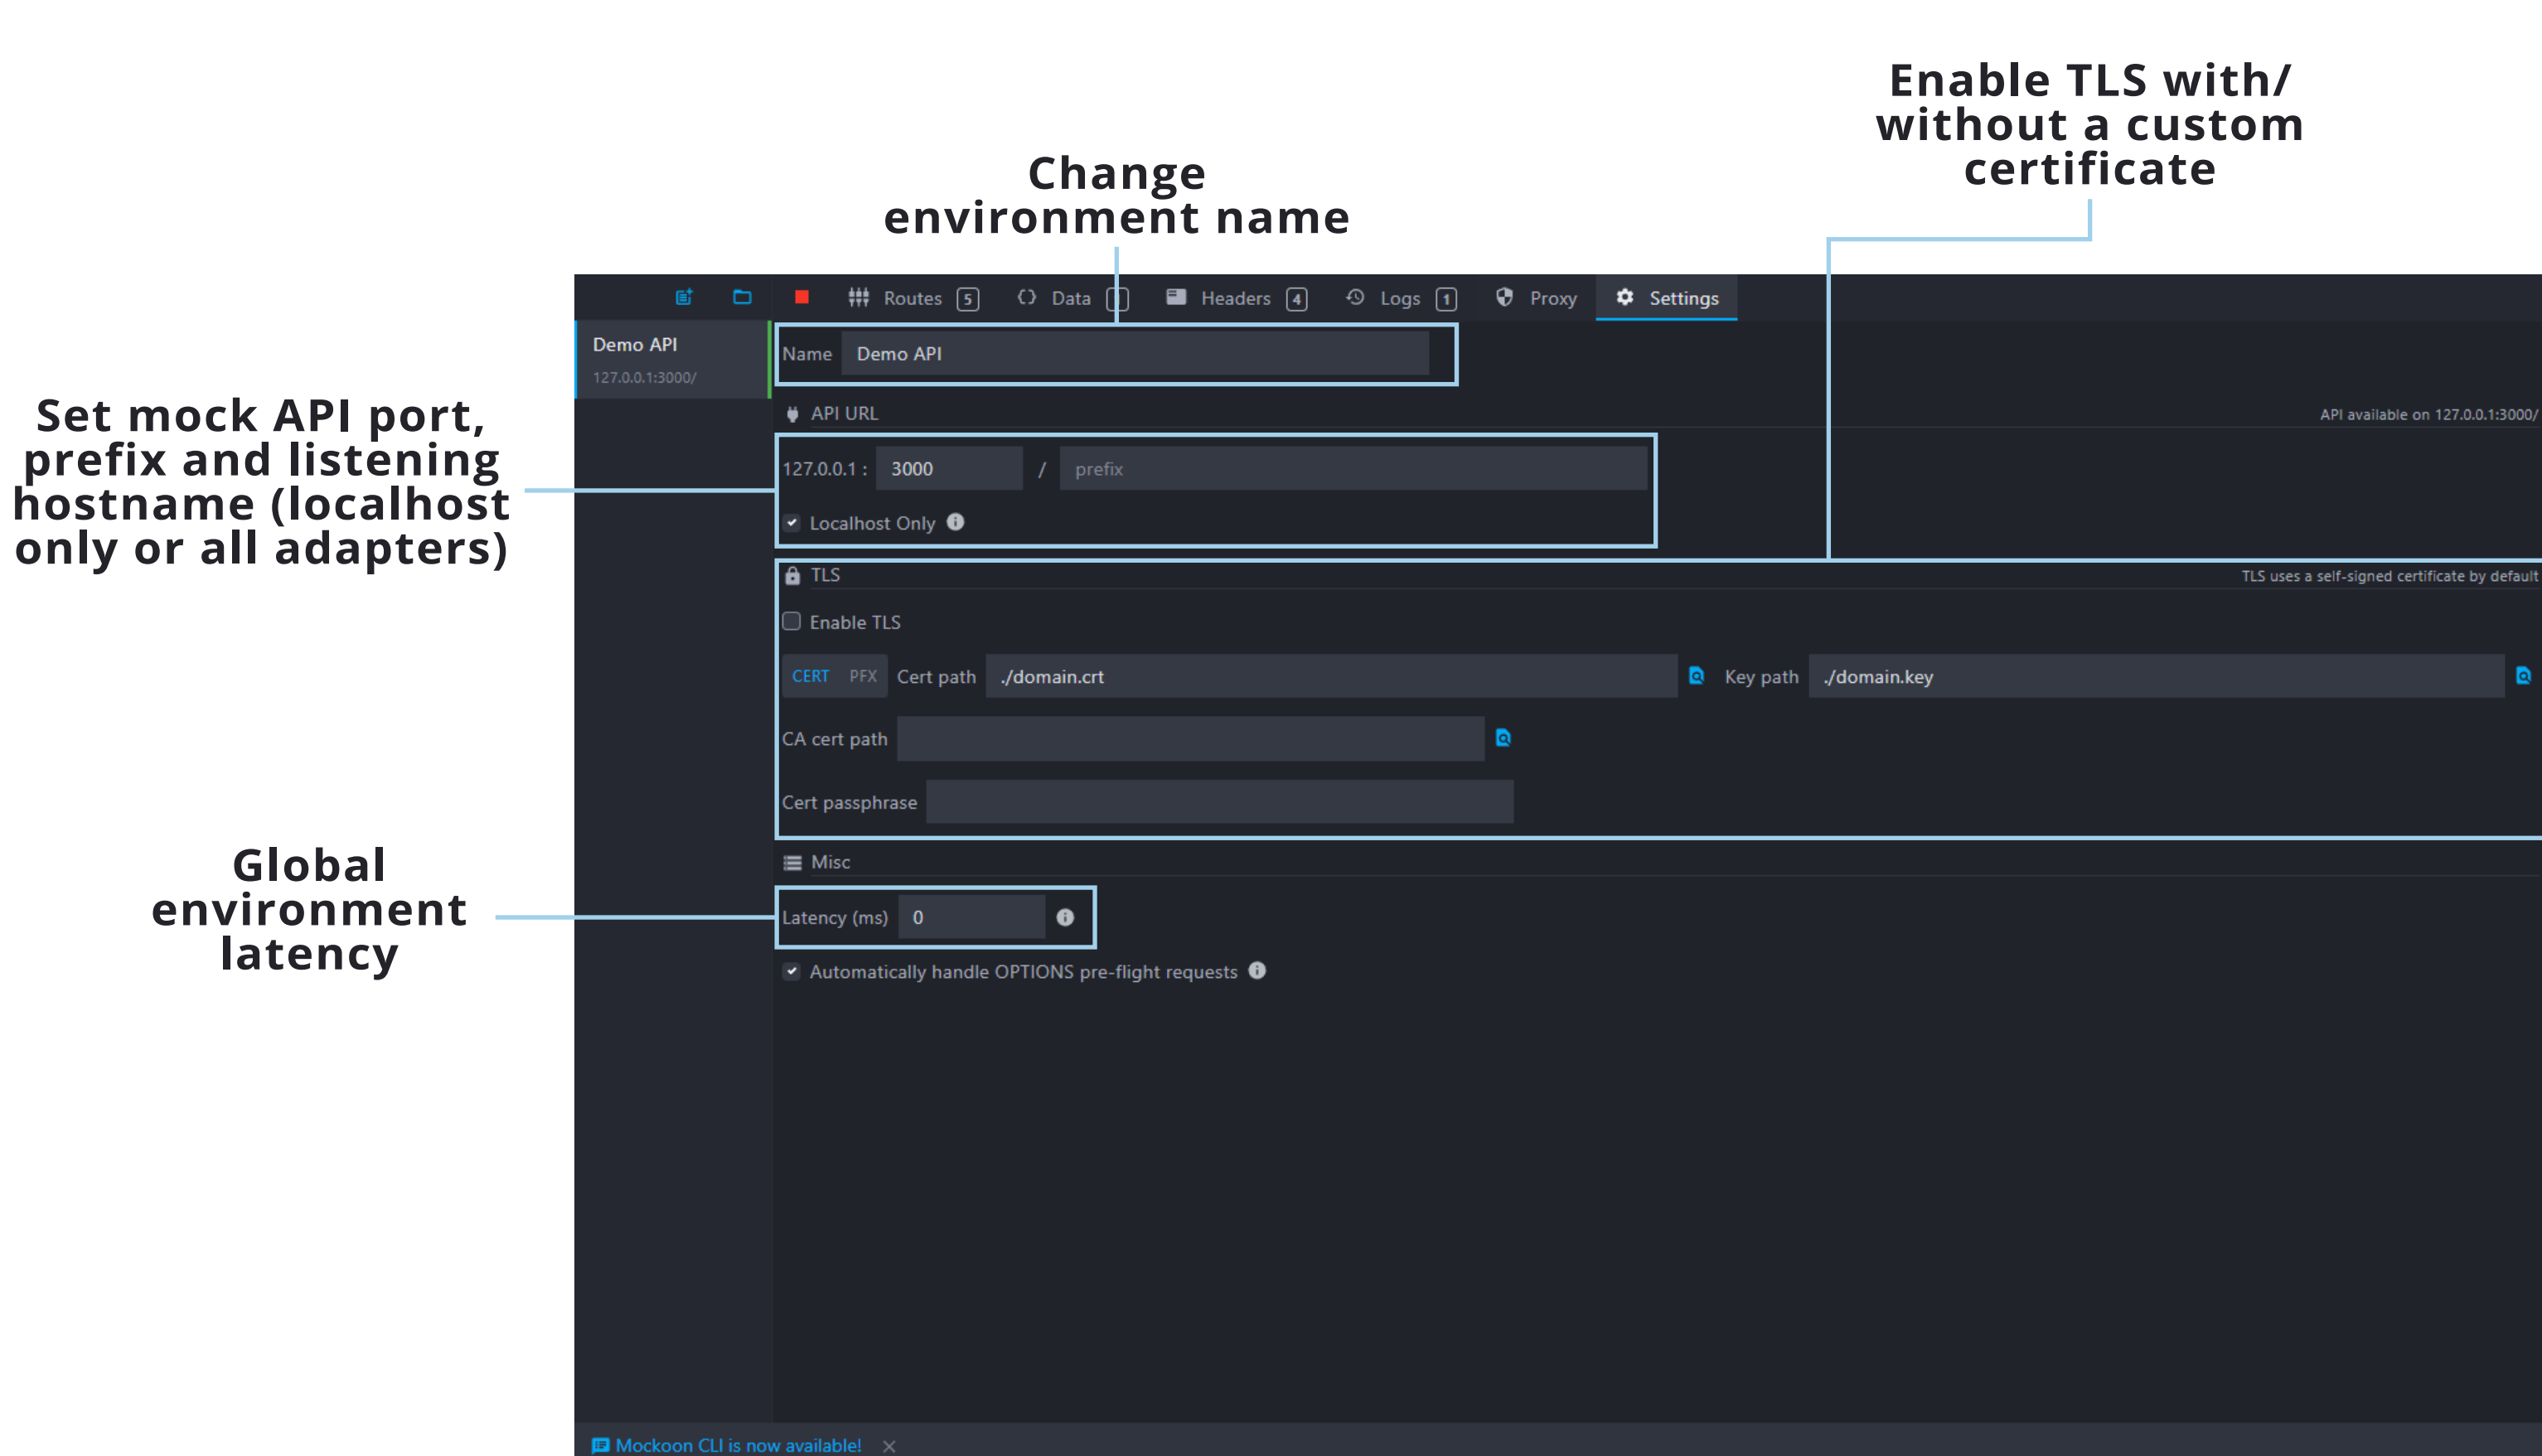 Enable TLS with/
without a custom
certificate
Change
environment name
Routes 5 Data Headers 4 Logs 1 Proxy Settings
Demo API
127.0.0.1:3000/
Name Demo API
API URL API available on 127.0.0.1:3000/
Set mock API port,
prefix and listening
hostname (localhost
only or all adapters)
127.0.0.1 : 3000 / prefix
Localhost Only
TLS TLS uses a self-signed certificate by default
Enable TLS
CERT PFX Cert path ./domain.crt Key path ./domain.key
CA cert path
Cert passphrase
Misc
Global
environment
latency
Latency (ms) 0
Automatically handle OPTIONS pre-flight requests
Mockoon CLI is now available!